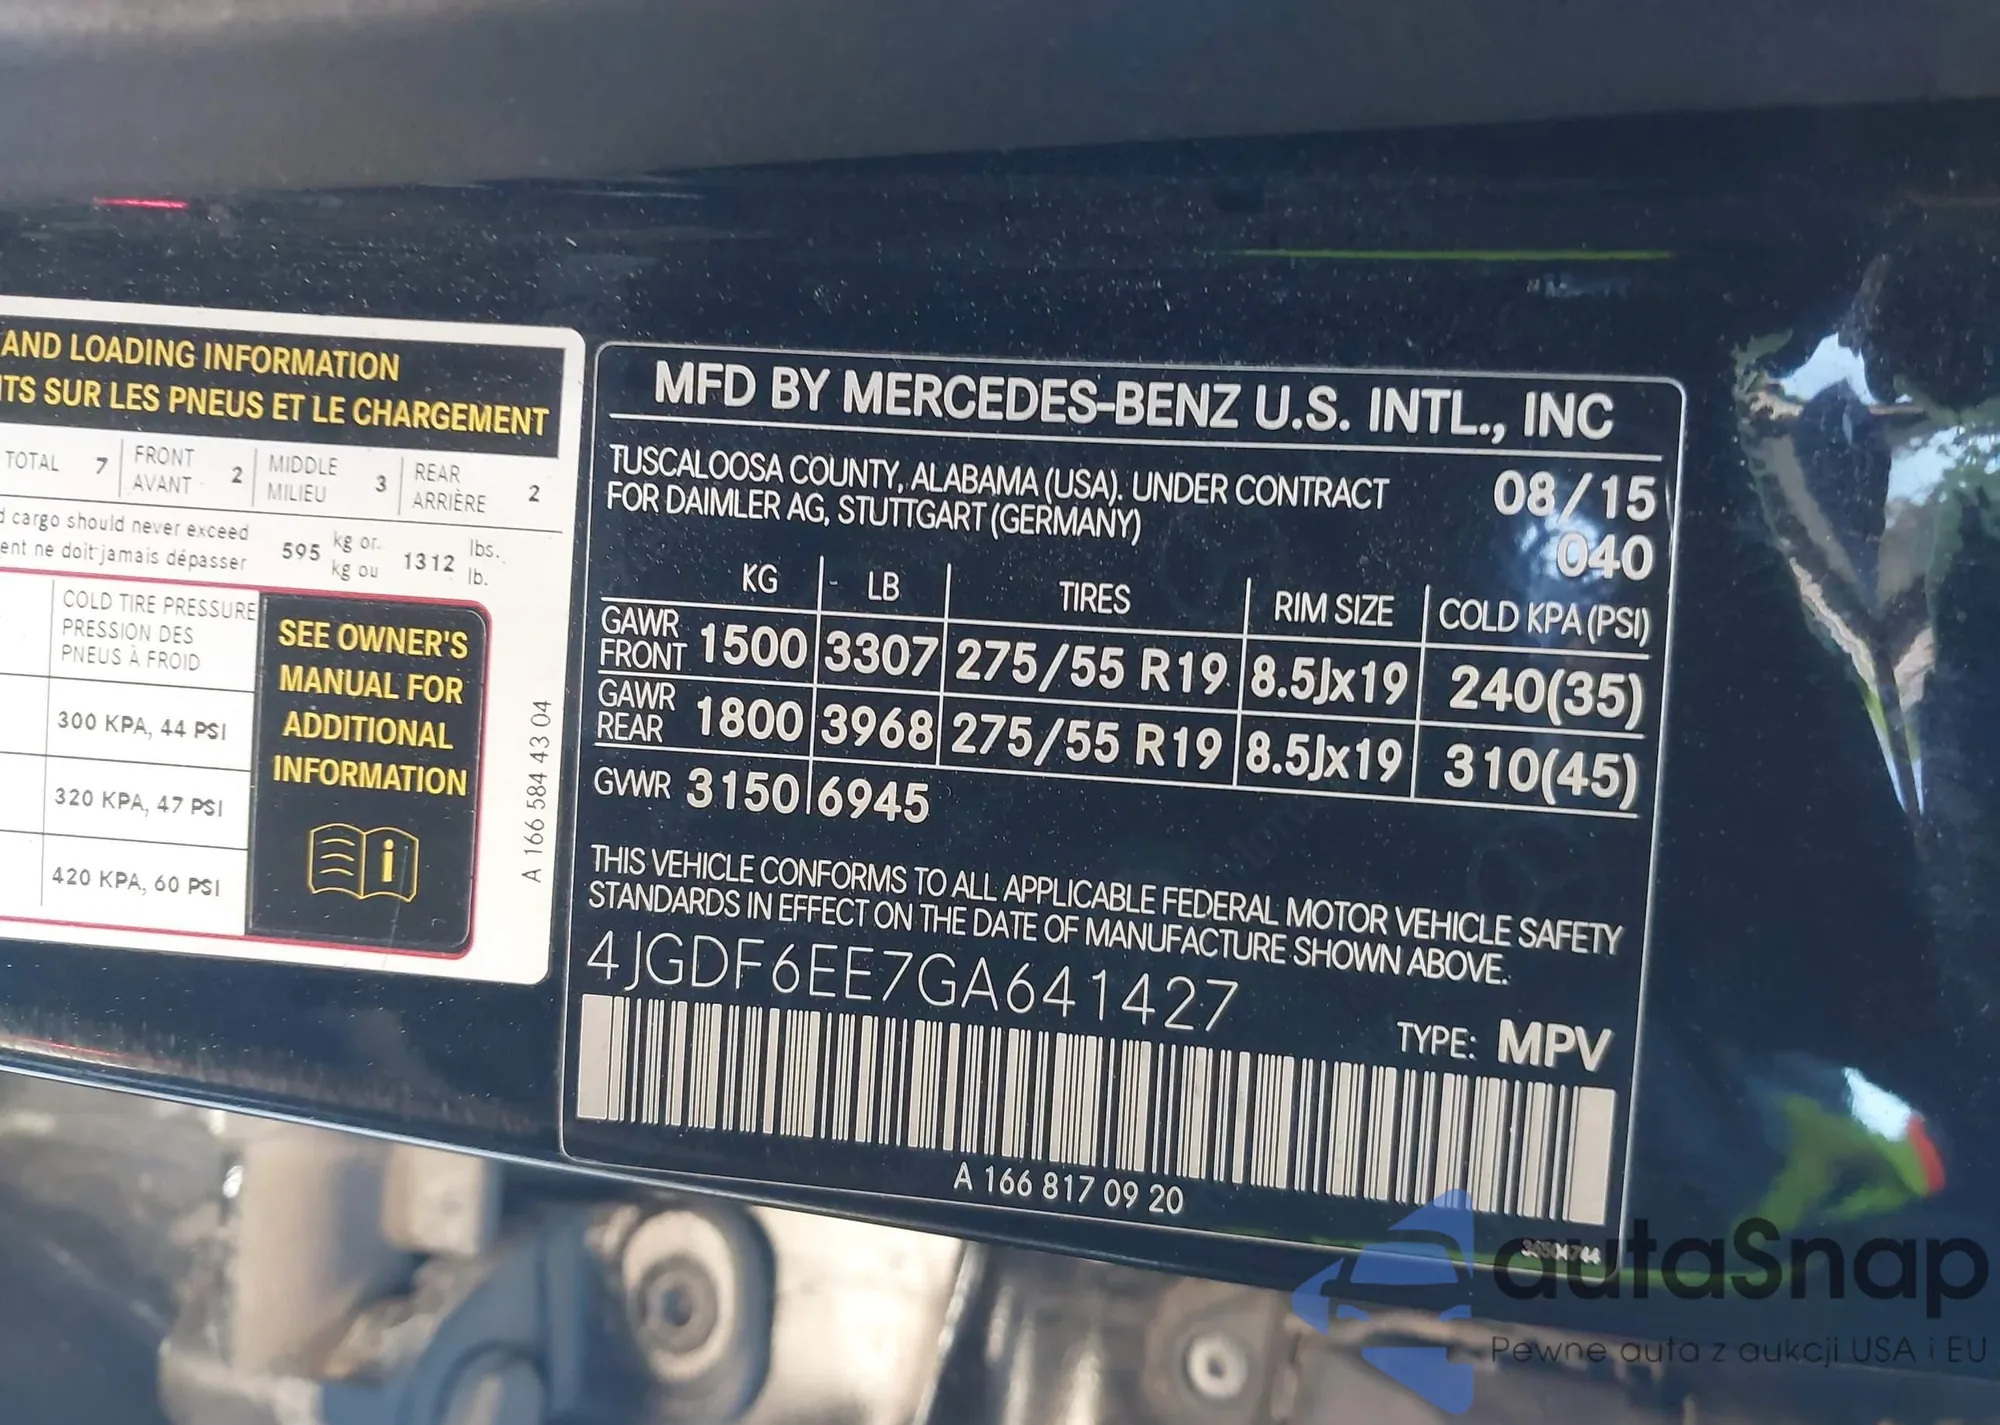 AND LOADING INFORMATION
TS SUR LES PNEUS ET LE CHARGEMENT
TOTAL 7 FRONT AVANT 2 MIDDLE MILIEU 3 REAR ARRIÈRE 2
d cargo should never exceed
ent ne doit jamais dépasser
595 kg or 1312 lbs.
kg ou lb.
COLD TIRE PRESSURE
PRESSION DES
PNEUS À FROID
300 KPA, 44 PSI
320 KPA, 47 PSI
420 KPA, 60 PSI
SEE OWNER'S
MANUAL FOR
ADDITIONAL
INFORMATION
A 166 584 43 04
MFD BY MERCEDES-BENZ U.S. INTL., INC
TUSCALOOSA COUNTY, ALABAMA (USA). UNDER CONTRACT
FOR DAIMLER AG, STUTTGART (GERMANY)
08/15
040
KG LB TIRES RIM SIZE COLD KPA (PSI)
GAWR FRONT 1500 3307 275/55 R19 8.5Jx19 240(35)
GAWR REAR 1800 3968 275/55 R19 8.5Jx19 310(45)
GVWR 3150 6945
THIS VEHICLE CONFORMS TO ALL APPLICABLE FEDERAL MOTOR VEHICLE SAFETY
STANDARDS IN EFFECT ON THE DATE OF MANUFACTURE SHOWN ABOVE.
4JGDF6EE7GA641427
TYPE: MPV
A 166 817 09 20
autaSnap
Pewne auta z aukcji USA i EU